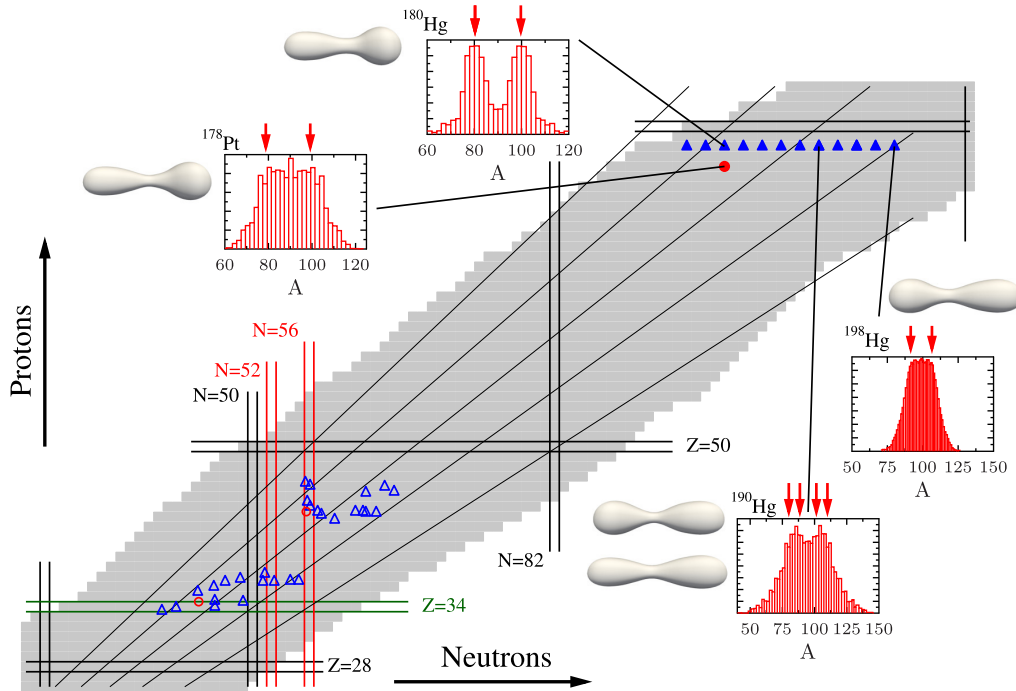 ¹⁸⁰Hg
60 80 100 120
A
¹⁷⁸Pt
60 80 100 120
A
Protons
N=56
N=52
N=50
Z=50
¹⁹⁸Hg
50 75 100 125 150
A
¹⁹⁰Hg
50 75 100 125 150
A
N=82
Z=34
Z=28
Neutrons